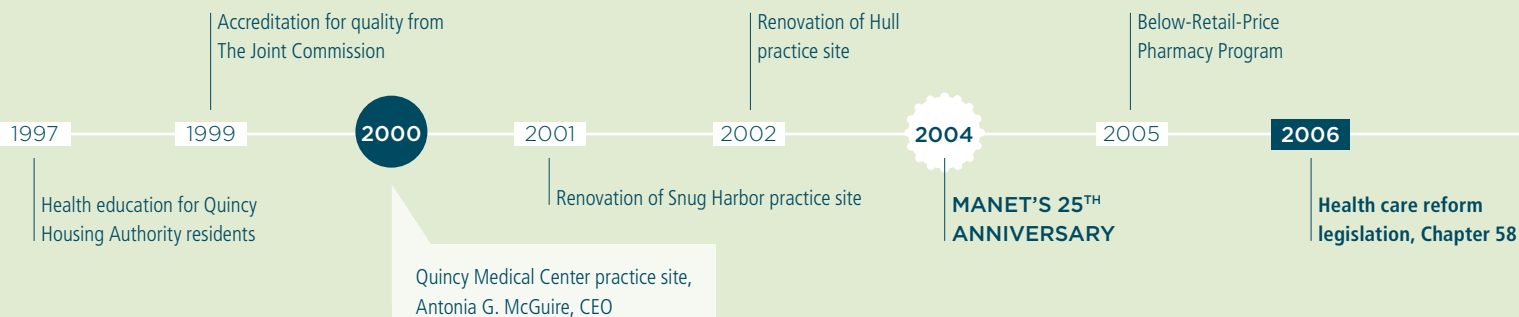 Accreditation for quality from
The Joint Commission
Renovation of Hull
practice site
Below-Retail-Price
Pharmacy Program
1997
1999
2000
2001
2002
2004
2005
2006
Health education for Quincy
Housing Authority residents
Renovation of Snug Harbor practice site
MANET'S 25TH
ANNIVERSARY
Health care reform
legislation, Chapter 58
Quincy Medical Center practice site,
Antonia G. McGuire, CEO